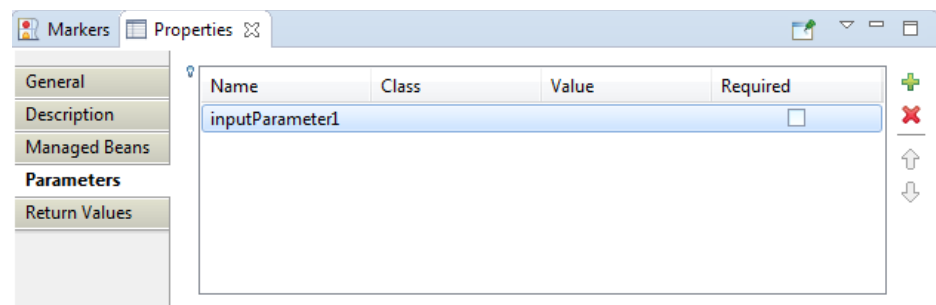 Markers Properties
General
Description
Managed Beans
Parameters
Return Values
Name Class Value Required
inputParameter1